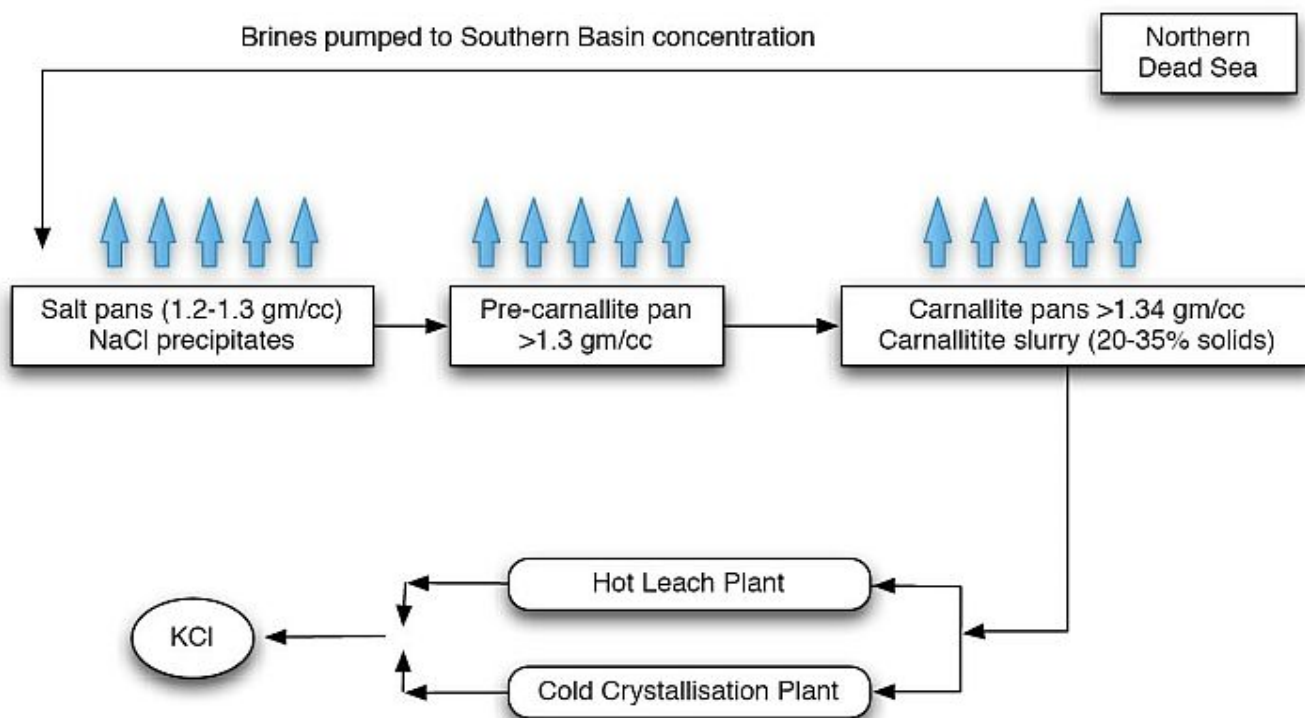 Brines pumped to Southern Basin concentration
Northern
Dead Sea
Salt pans (1.2-1.3 gm/cc)
NaCl precipitates
Pre-carnallite pan
>1.3 gm/cc
Carnallite pans >1.34 gm/cc
Carnallitite slurry (20-35% solids)
Hot Leach Plant
KCl
Cold Crystallisation Plant